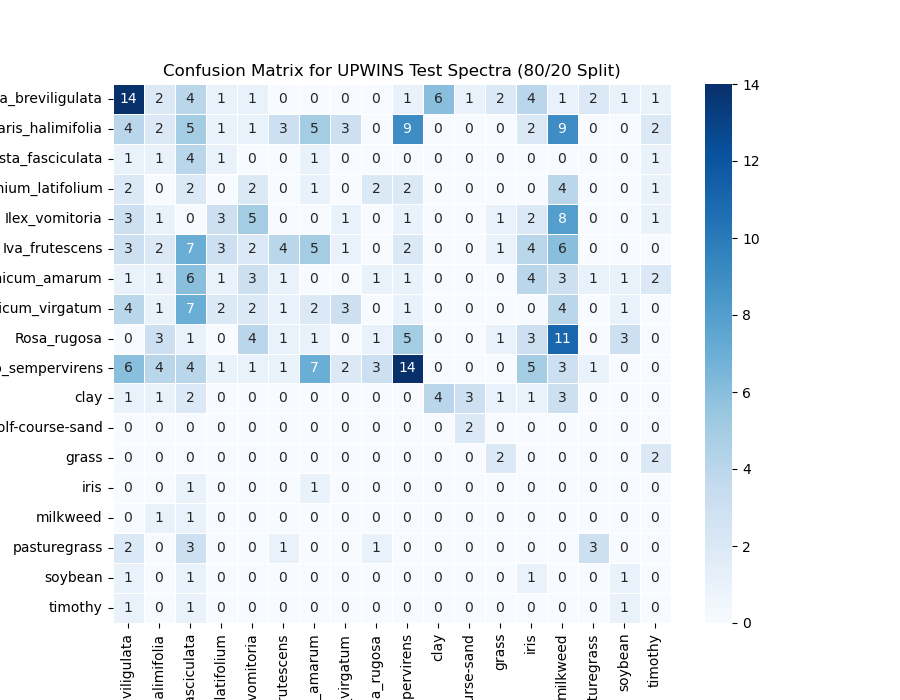 Confusion Matrix for UPWINS Test Spectra (80/20 Split)
a_breviligulata 14 2 4 1 1 0 0 0 0 1 6 1 2 4 1 2 1 1
aris_halimifolia 4 2 5 1 1 3 5 3 0 9 0 0 0 2 9 0 0 2
sta_fasciculata 1 1 4 1 0 0 1 0 0 0 0 0 0 0 0 0 0 1
nium_latifolium 2 0 2 0 2 0 1 0 2 2 0 0 0 0 4 0 0 1
Ilex_vomitoria 3 1 0 3 5 0 0 1 0 1 0 0 1 2 8 0 0 1
Iva_frutescens 3 2 7 3 2 4 5 1 0 2 0 0 1 4 6 0 0 0
nicum_amarum 1 1 6 1 3 1 0 0 1 1 0 0 0 4 3 1 1 2
icum_virgatum 4 1 7 2 2 1 2 3 0 1 0 0 0 0 4 0 1 0
Rosa_rugosa 0 3 1 0 4 1 1 0 1 5 0 0 1 3 11 0 3 0
o_sempervirens 6 4 4 1 1 1 7 2 3 14 0 0 0 5 3 1 0 0
clay 1 1 2 0 0 0 0 0 0 0 4 3 1 1 3 0 0 0
olf-course-sand 0 0 0 0 0 0 0 0 0 0 0 2 0 0 0 0 0 0
grass 0 0 0 0 0 0 0 0 0 0 0 0 2 0 0 0 0 2
iris 0 0 1 0 0 0 1 0 0 0 0 0 0 0 0 0 0 0
milkweed 0 1 1 0 0 0 0 0 0 0 0 0 0 0 0 0 0 0
pasturegrass 2 0 3 0 0 1 0 0 1 0 0 0 0 0 0 3 0 0
soybean 1 0 1 0 0 0 0 0 0 0 0 0 0 1 0 0 1 0
timothy 1 0 1 0 0 0 0 0 0 0 0 0 0 0 0 0 1 0
viligulata
alimifolia
asciculata
latifolium
vomitoria
rutescens
_amarum
virgatum
a_rugosa
pervirens
clay
urse-sand
grass
iris
milkweed
turegrass
soybean
timothy
14
12
10
8
6
4
2
0